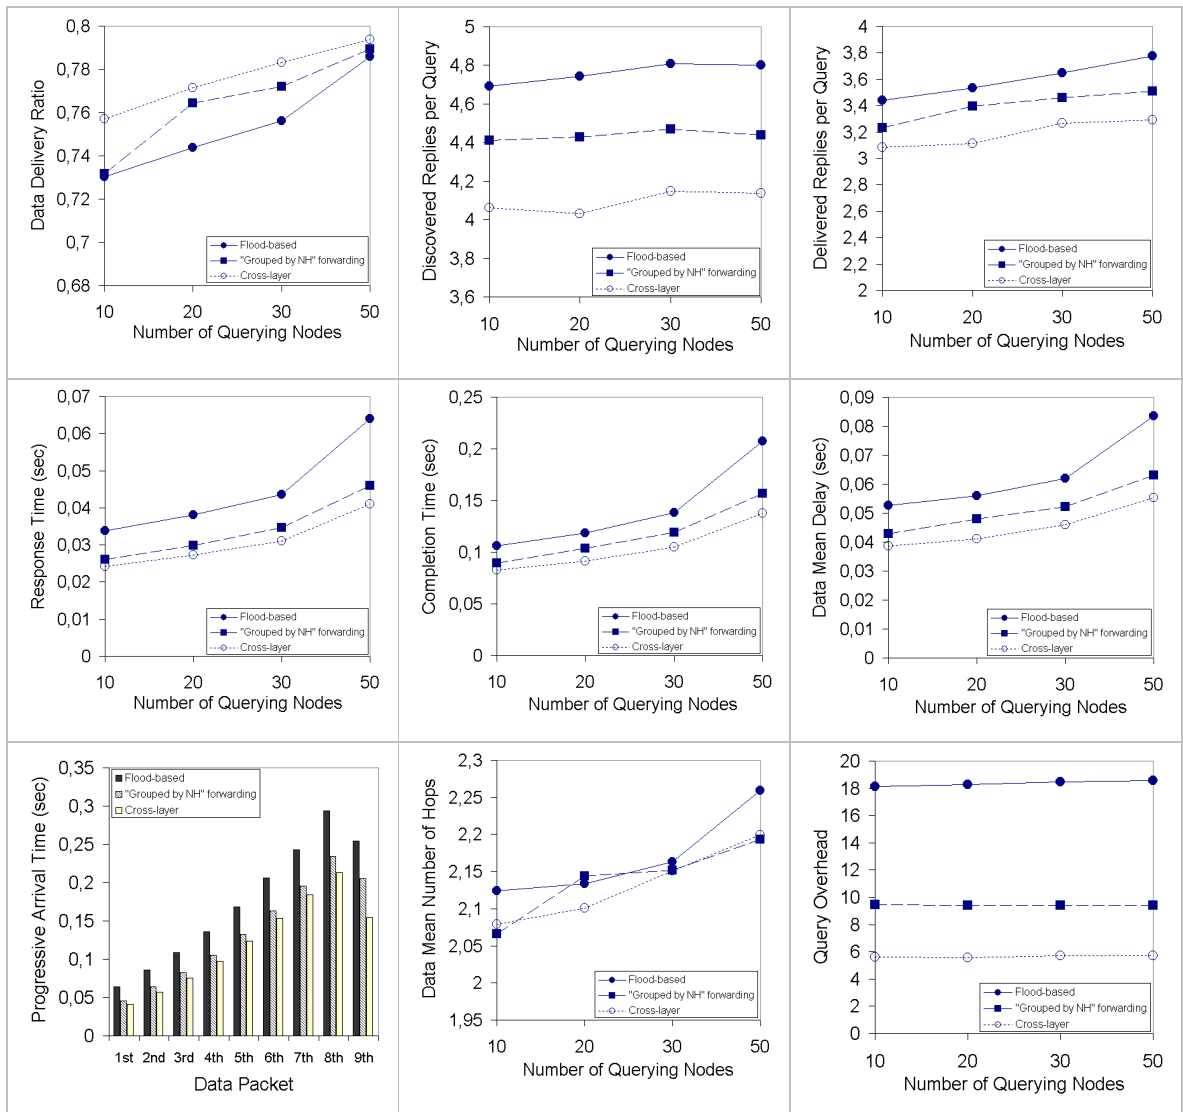 0,8
0,78
0,76
0,74
0,72
0,7
0,68
Data Delivery Ratio
Flood-based
"Grouped by NH" forwarding
Cross-layer
10 20 30 50
Number of Querying Nodes
5
4,8
4,6
4,4
4,2
4
3,8
3,6
Discovered Replies per Query
Flood-based
"Grouped by NH" forwarding
Cross-layer
10 20 30 50
Number of Querying Nodes
4
3,8
3,6
3,4
3,2
3
2,8
2,6
2,4
2,2
2
Delivered Replies per Query
Flood-based
"Grouped by NH" forwarding
Cross-layer
10 20 30 50
Number of Querying Nodes
0,07
0,06
0,05
0,04
0,03
0,02
0,01
0
Response Time (sec)
Flood-based
"Grouped by NH" forwarding
Cross-layer
10 20 30 50
Number of Querying Nodes
0,25
0,2
0,15
0,1
0,05
0
Completion Time (sec)
Flood-based
"Grouped by NH" forwarding
Cross-layer
10 20 30 50
Number of Querying Nodes
0,09
0,08
0,07
0,06
0,05
0,04
0,03
0,02
0,01
0
Data Mean Delay (sec)
Flood-based
"Grouped by NH" forwarding
Cross-layer
10 20 30 50
Number of Querying Nodes
0,35
0,3
0,25
0,2
0,15
0,1
0,05
0
Progressive Arrival Time (sec)
Flood-based
"Grouped by NH" forwarding
Cross-layer
1st 2nd 3rd 4th 5th 6th 7th 8th 9th
Data Packet
2,3
2,25
2,2
2,15
2,1
2,05
2
1,95
Data Mean Number of Hops
Flood-based
"Grouped by NH" forwarding
Cross-layer
10 20 30 50
Number of Querying Nodes
20
18
16
14
12
10
8
6
4
2
0
Query Overhead
Flood-based
"Grouped by NH" forwarding
Cross-layer
10 20 30 50
Number of Querying Nodes